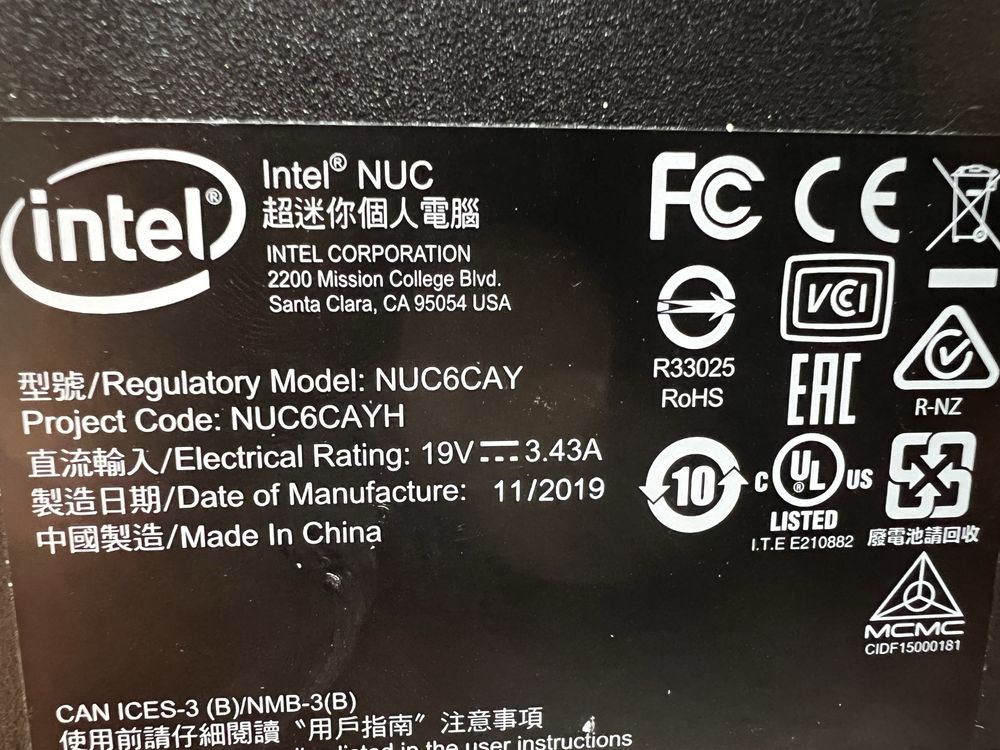 intel®
Intel® NUC
超迷你個人電腦
INTEL CORPORATION
2200 Mission College Blvd.
Santa Clara, CA 95054 USA
型號/Regulatory Model: NUC6CAY
Project Code: NUC6CAYH
直流輸入/Electrical Rating: 19V⎓3.43A
製造日期/Date of Manufacture: 11/2019
中國製造/Made In China
FC CE
VCI
R33025
RoHS
EAC
R-NZ
10
C UL® US
LISTED
I.T.E E210882
廢電池請回收
MCMC
CIDF15000181
CAN ICES-3 (B)/NMB-3(B)
使用前請仔細閱讀〝用戶指南〞注意事項
listed in the user instructions